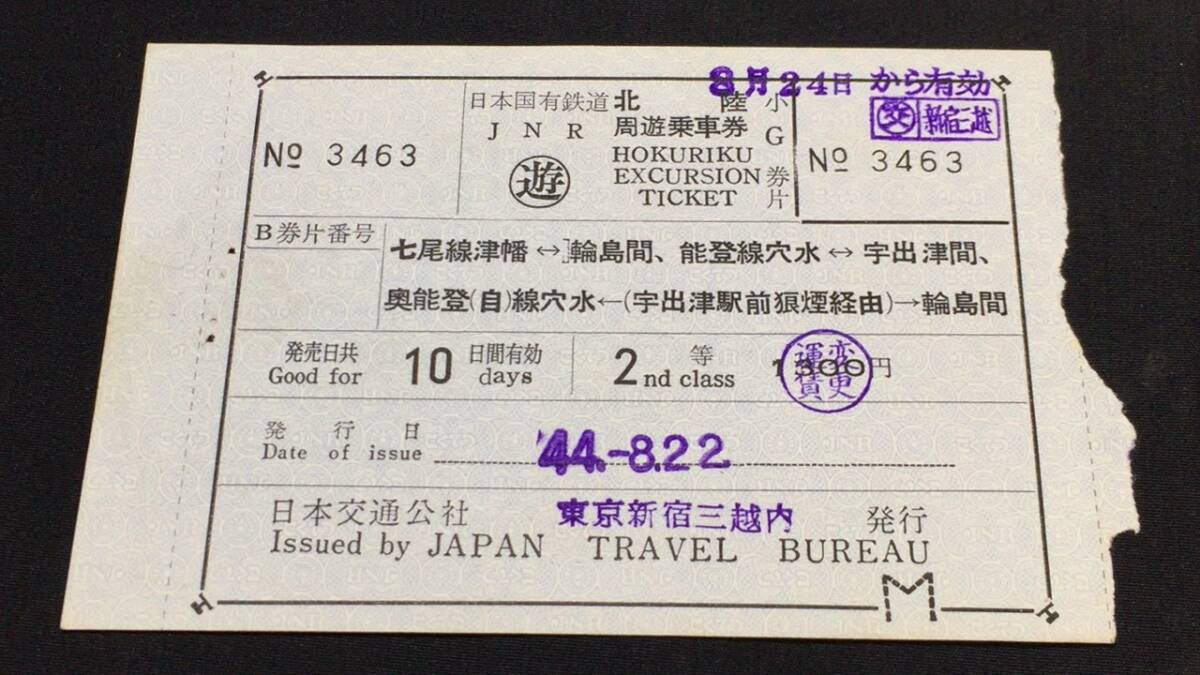 8月24日 から有効
交 新宿三越
日本国有鉄道
JNR
遊
北 陸
周遊乗車券
HOKURIKU
EXCURSION
TICKET
小G券片
No 3463
No 3463
B券片番号
七尾線津幡↔輪島間、能登線穴水↔宇出津間、
奥能登(自)線穴水←(宇出津駅前狼煙経由)→輪島間
発売日共 10 日間有効 2 等 1300円
Good for days nd class
運賃変更
発行日
Date of issue '44.-8.22
日本交通公社 東京新宿三越内 発行
Issued by JAPAN TRAVEL BUREAU